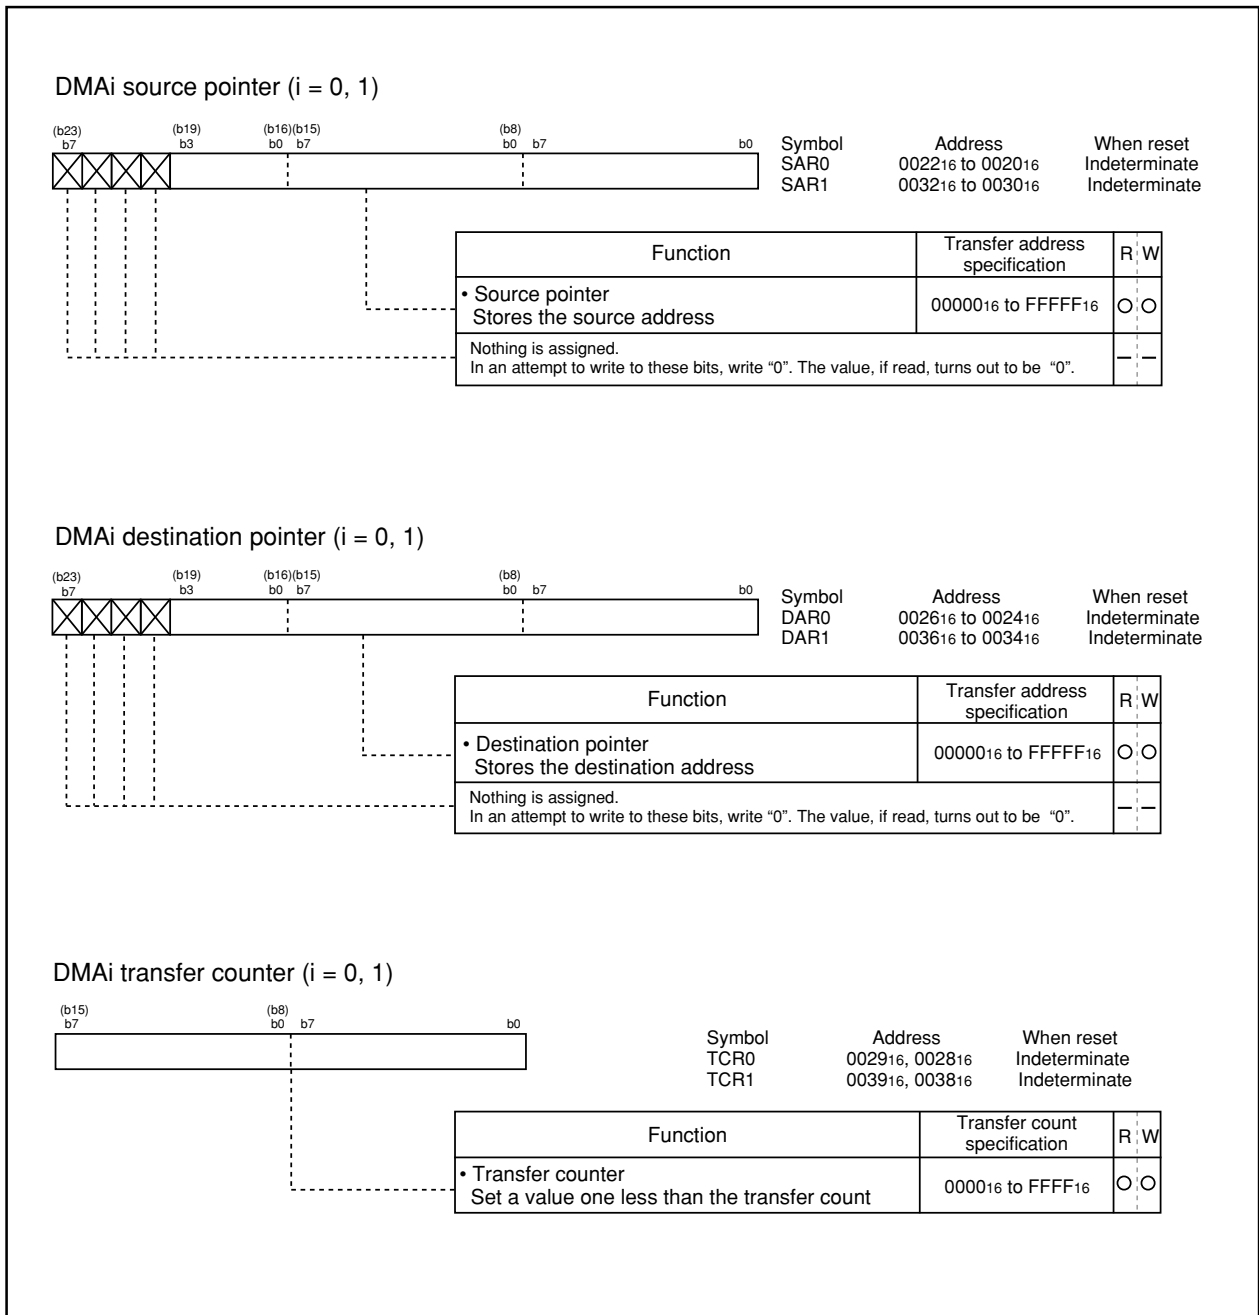 DMAi source pointer (i = 0, 1)
(b23) (b19) (b16)(b15) (b8)
b7 b3 b0 b7 b0 b7 b0
Symbol Address When reset
SAR0 002216 to 002016 Indeterminate
SAR1 003216 to 003016 Indeterminate
Function Transfer address specification R W
• Source pointer
Stores the source address
0000016 to FFFFF16
Nothing is assigned.
In an attempt to write to these bits, write “0”. The value, if read, turns out to be “0”.
DMAi destination pointer (i = 0, 1)
(b23) (b19) (b16)(b15) (b8)
b7 b3 b0 b7 b0 b7 b0
Symbol Address When reset
DAR0 002616 to 002416 Indeterminate
DAR1 003616 to 003416 Indeterminate
Function Transfer address specification R W
• Destination pointer
Stores the destination address
0000016 to FFFFF16
Nothing is assigned.
In an attempt to write to these bits, write “0”. The value, if read, turns out to be “0”.
DMAi transfer counter (i = 0, 1)
(b15) (b8)
b7 b0 b7 b0
Symbol Address When reset
TCR0 002916, 002816 Indeterminate
TCR1 003916, 003816 Indeterminate
Function Transfer count specification R W
• Transfer counter
Set a value one less than the transfer count
000016 to FFFF16